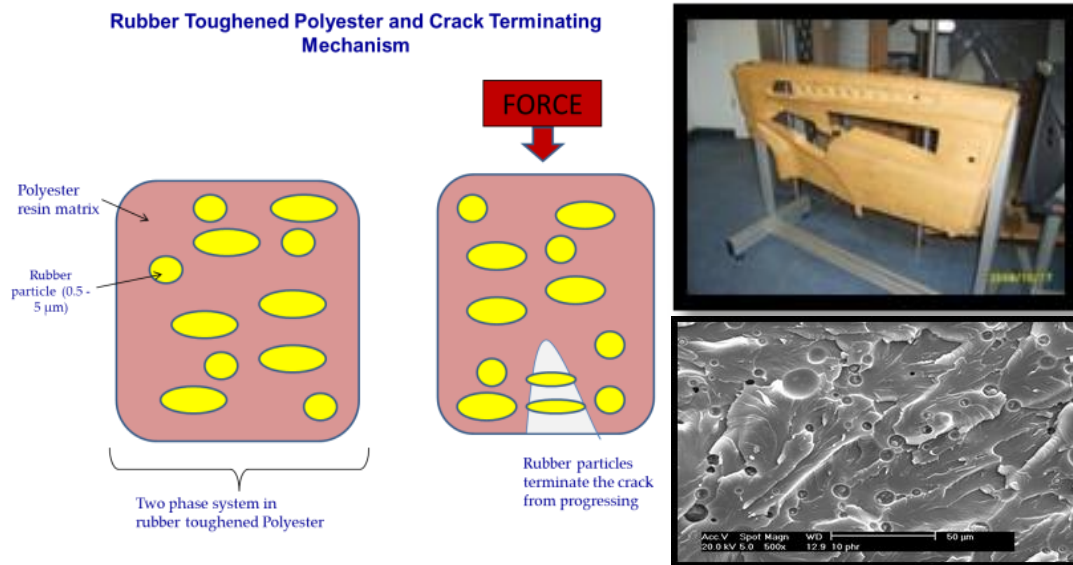 Rubber Toughened Polyester and Crack Terminating
Mechanism
FORCE
Polyester
resin matrix
Rubber
particle (0.5 -
5 μm)
Two phase system in
rubber toughened Polyester
Rubber particles
terminate the crack
from progressing
Acc.V Spot Magn WD 50 μm
20.0 kV 5.0 500x 12.9 10 phr